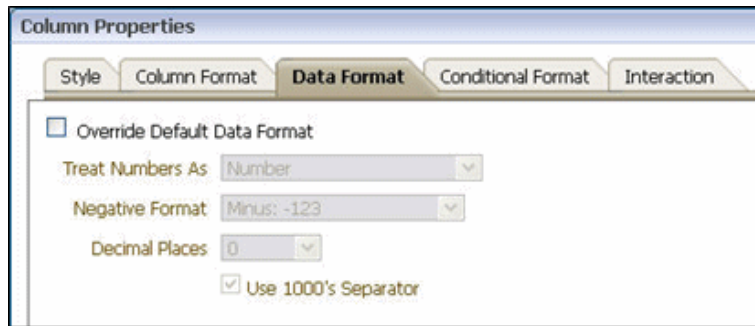 Column Properties
Style Column Format Data Format Conditional Format Interaction
Override Default Data Format
Treat Numbers As Number
Negative Format Minus: -123
Decimal Places 0
Use 1000's Separator